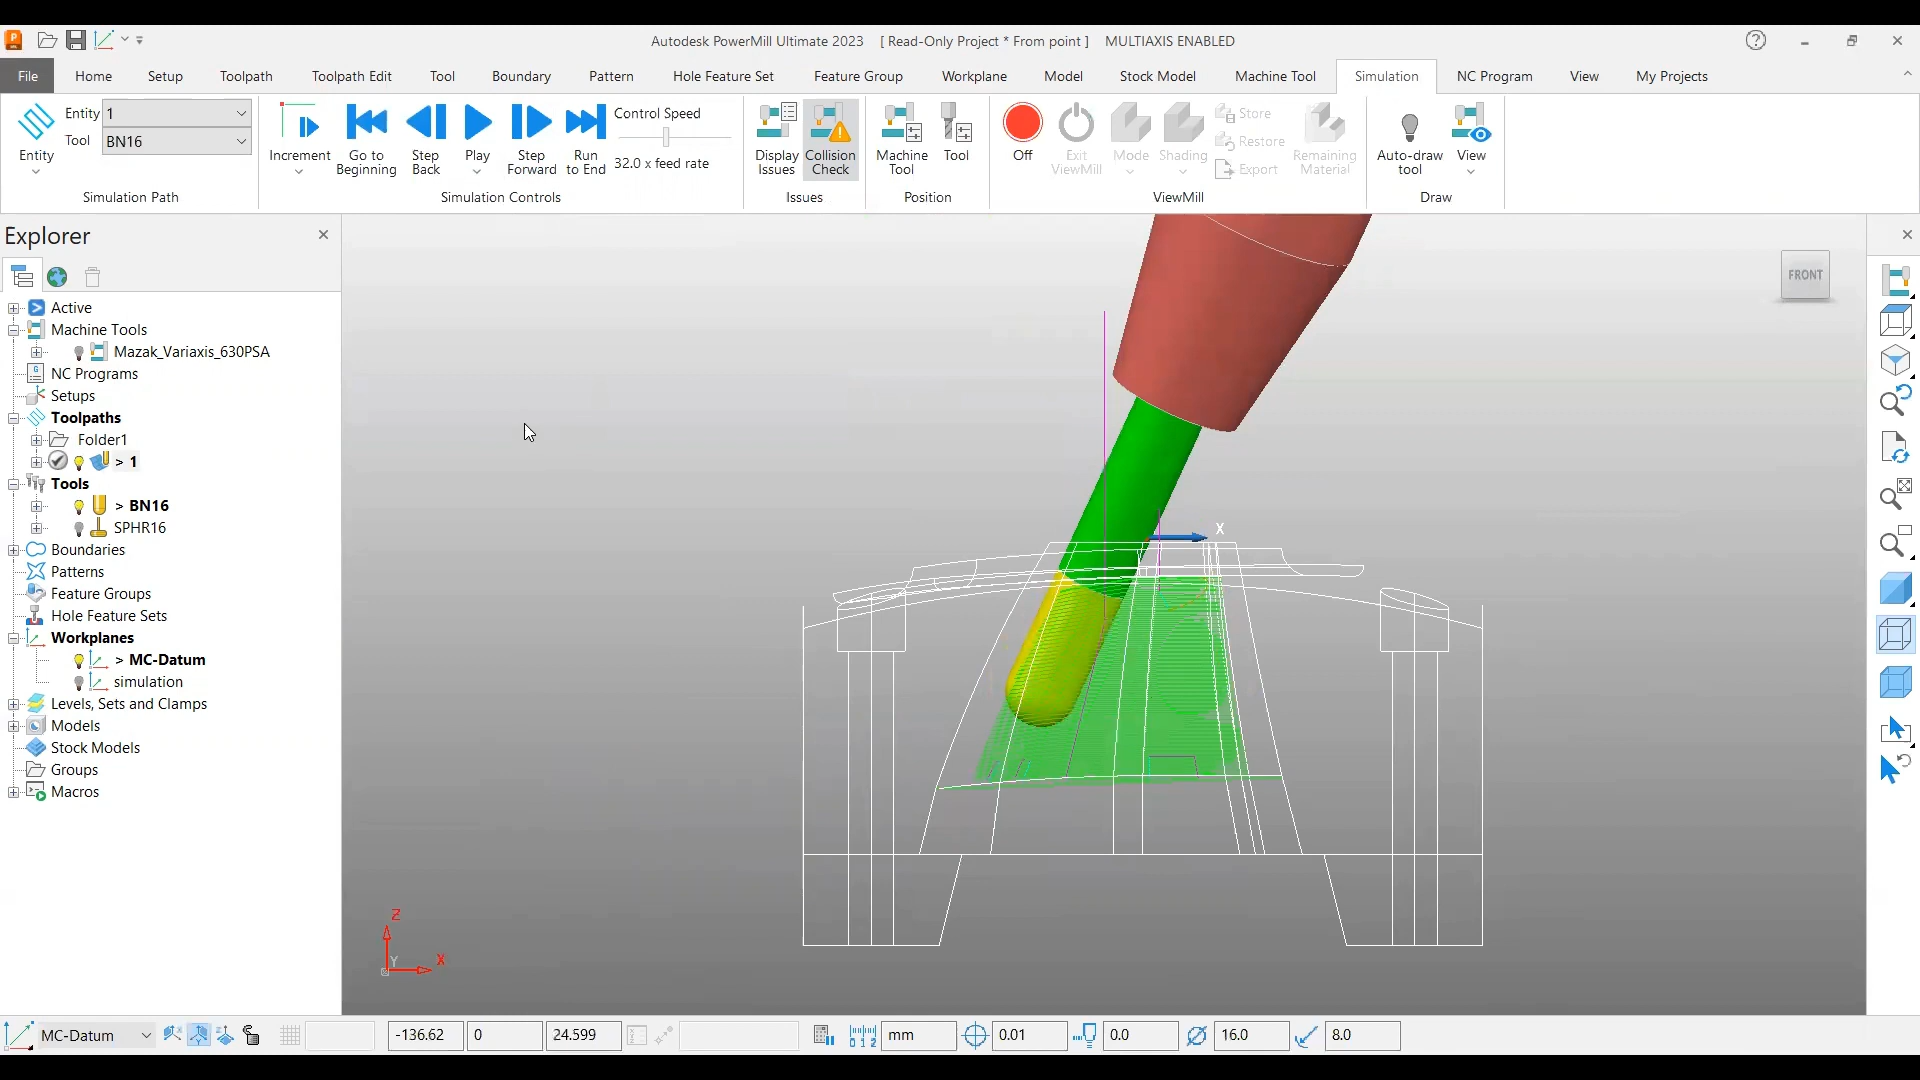 Autodesk PowerMill Ultimate 2023 [ Read-Only Project * From point ] MULTIAXIS ENABLED
File Home Setup Toolpath Toolpath Edit Tool Boundary Pattern Hole Feature Set Feature Group Workplane Model Stock Model Machine Tool Simulation NC Program View My Projects
Entity 1
Tool BN16
Entity
Simulation Path
Increment
Go to Beginning
Step Back
Play
Step Forward
Run to End
Control Speed
32.0 x feed rate
Simulation Controls
Display Issues
Collision Check
Issues
Machine Tool
Tool
Position
Off
Exit ViewMill
Mode
Shading
Store
Restore
Export
Remaining Material
ViewMill
Auto-draw tool
View
Draw
Explorer
Active
Machine Tools
Mazak_Variaxis_630PSA
NC Programs
Setups
Toolpaths
Folder1
> 1
Tools
> BN16
SPHR16
Boundaries
Patterns
Feature Groups
Hole Feature Sets
Workplanes
> MC-Datum
simulation
Levels, Sets and Clamps
Models
Stock Models
Groups
Macros
FRONT
X
Z
Y
X
MC-Datum -136.62 0 24.599 mm 0.01 0.0 16.0 8.0